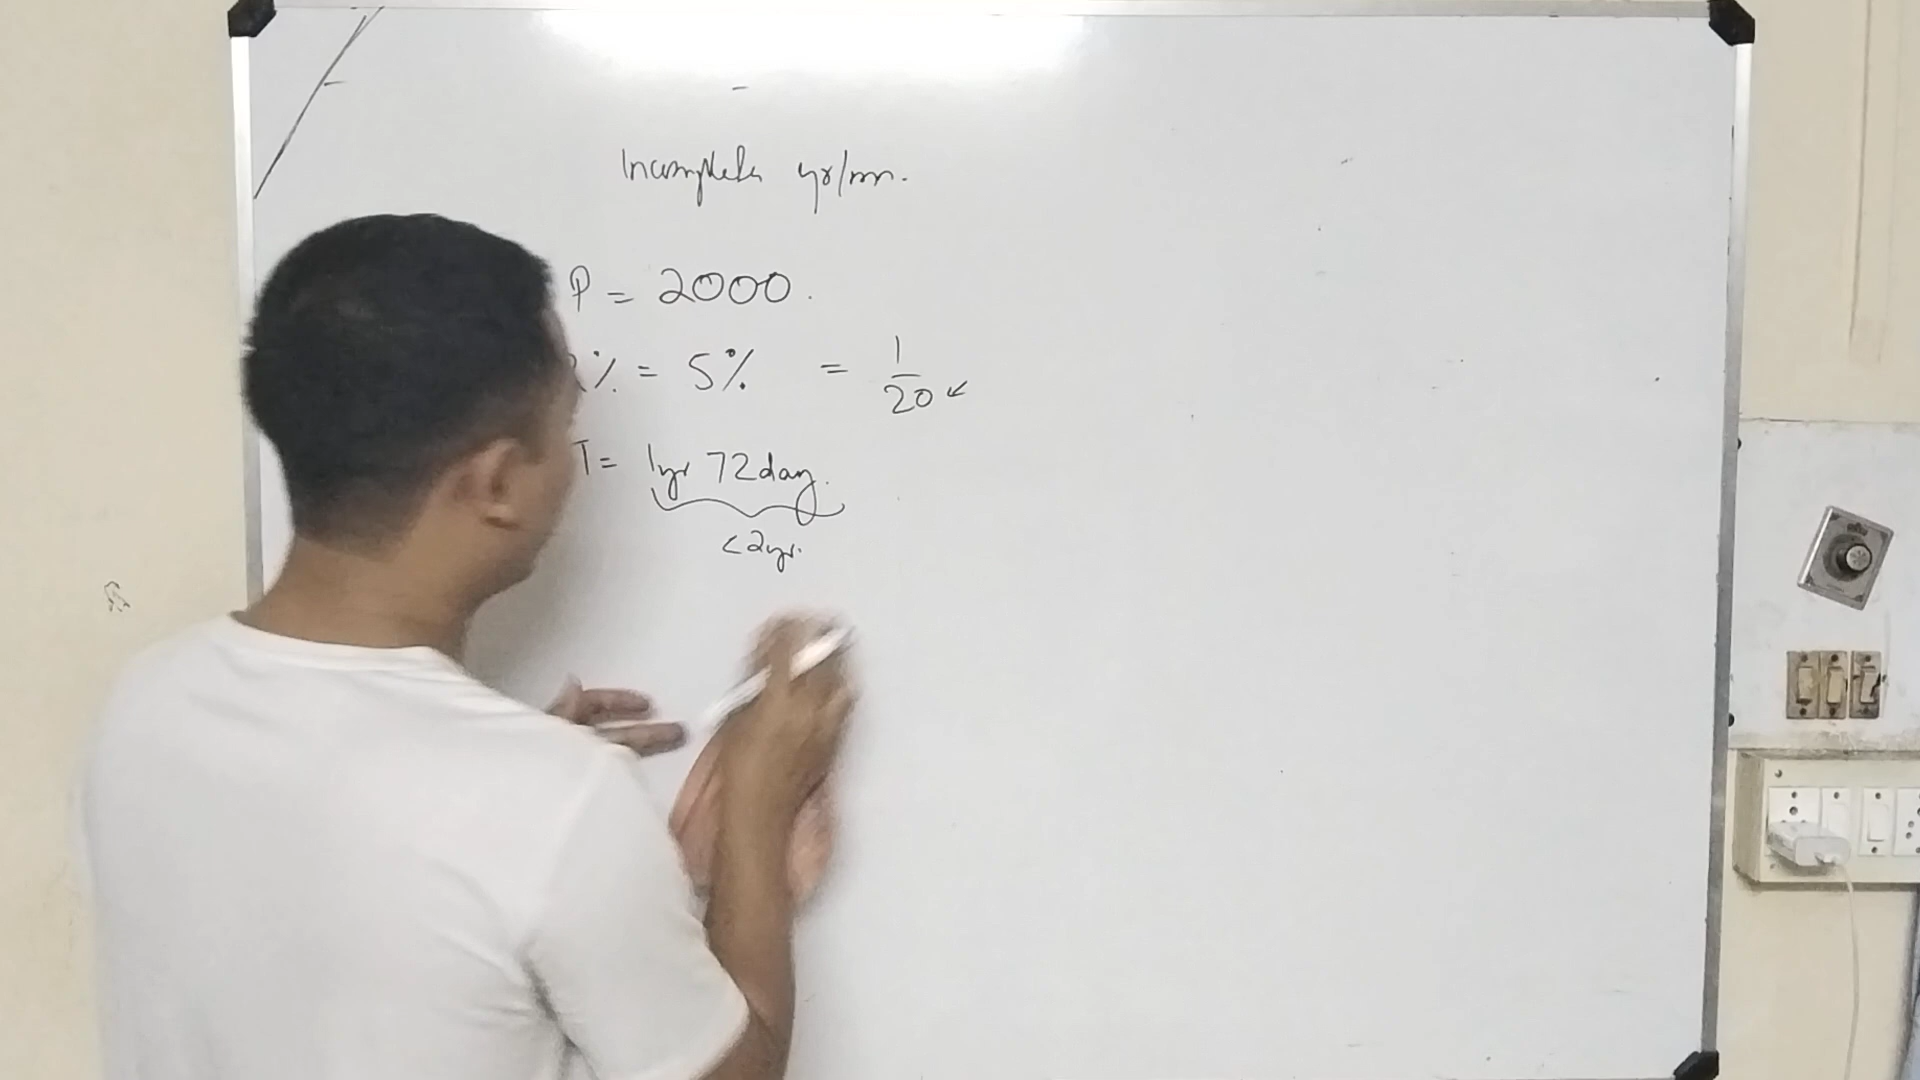 Incomplete yr/mn.
P = 2000.
R% = 5% = 1/20
T = 1yr 72day.
<2yr.